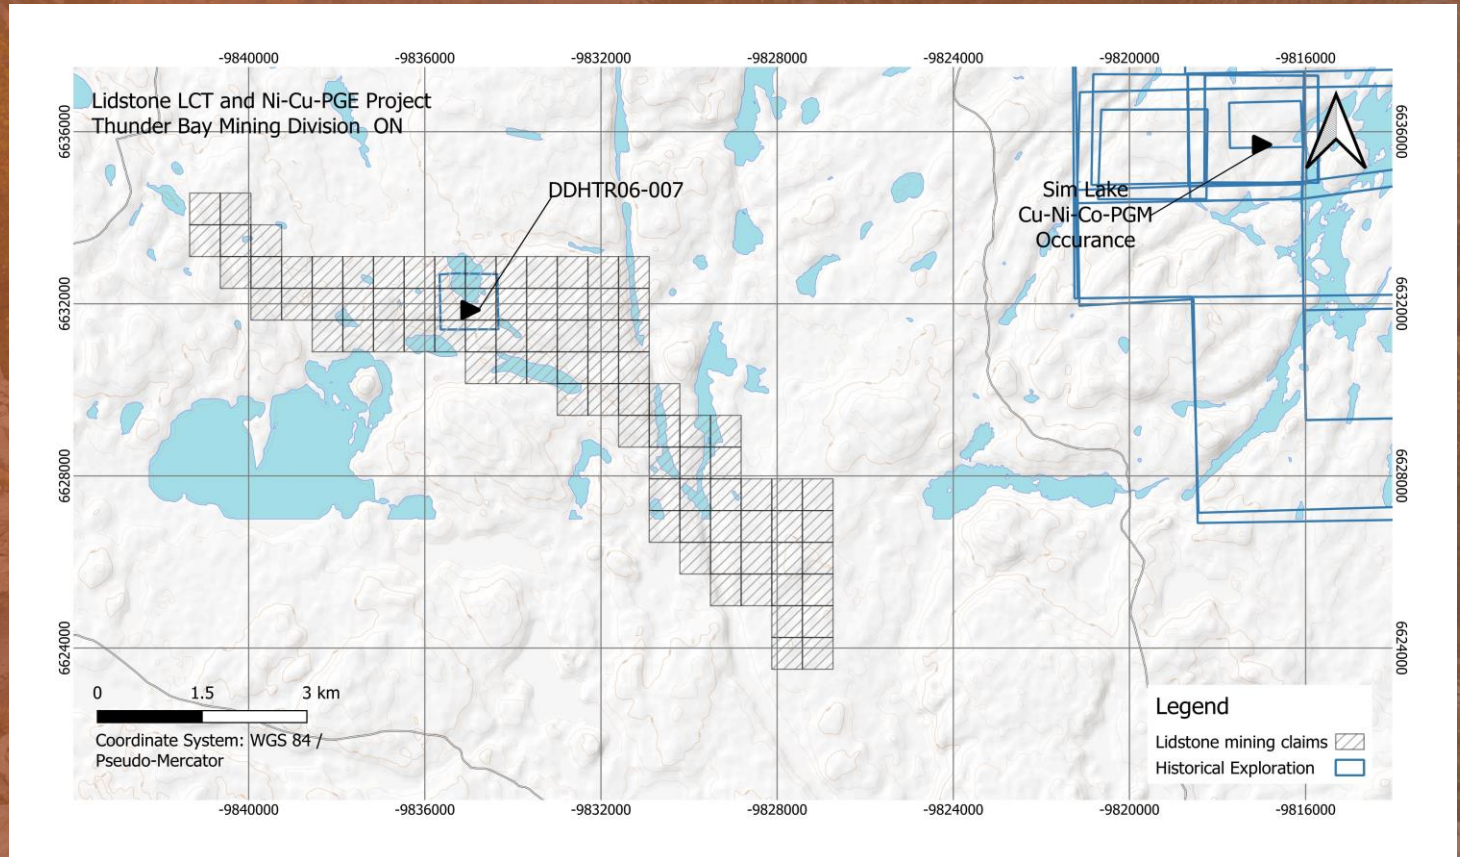 -9840000 -9836000 -9832000 -9828000 -9824000 -9820000 -9816000
Lidstone LCT and Ni-Cu-PGE Project
Thunder Bay Mining Division ON
6636000
6636000
DDHTR06-007
Sim Lake
Cu-Ni-Co-PGM
Occurance
6632000
6632000
6628000
6628000
6624000
6624000
0 1.5 3 km
Coordinate System: WGS 84 /
Pseudo-Mercator
Legend
Lidstone mining claims
Historical Exploration
-9840000 -9836000 -9832000 -9828000 -9824000 -9820000 -9816000